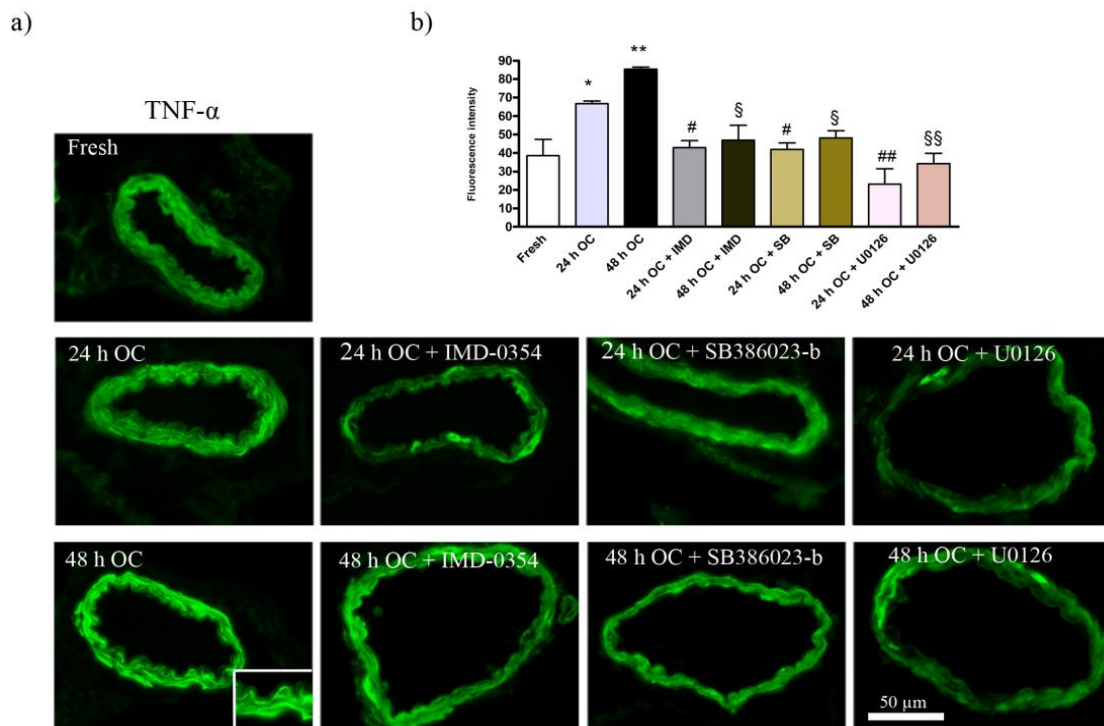 a)
b)
TNF-α
Fresh
Fluorescence intensity
90
80
70
60
50
40
30
20
10
0
*
**
#
§
#
§
##
§§
Fresh
24 h OC
48 h OC
24 h OC + IMD
48 h OC + IMD
24 h OC + SB
48 h OC + SB
24 h OC + U0126
48 h OC + U0126
24 h OC
24 h OC + IMD-0354
24 h OC + SB386023-b
24 h OC + U0126
48 h OC
48 h OC + IMD-0354
48 h OC + SB386023-b
48 h OC + U0126
50 µm